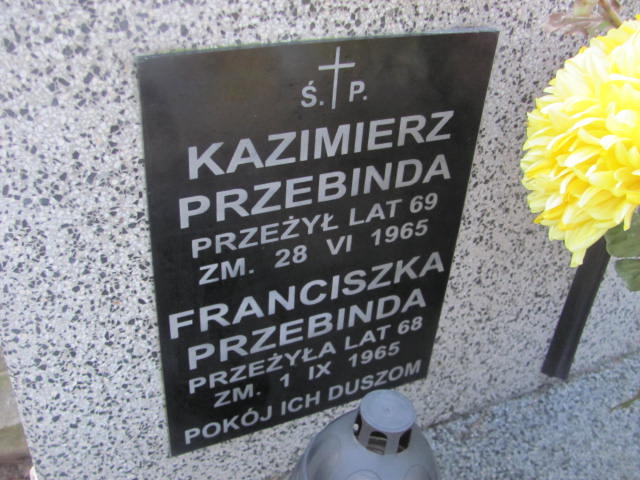 Ś. P.
KAZIMIERZ
PRZEBINDA
PRZEŻYŁ LAT 69
ZM. 28 VI 1965
FRANCISZKA
PRZEBINDA
PRZEŻYŁA LAT 68
ZM. 1 IX 1965
POKÓJ ICH DUSZOM